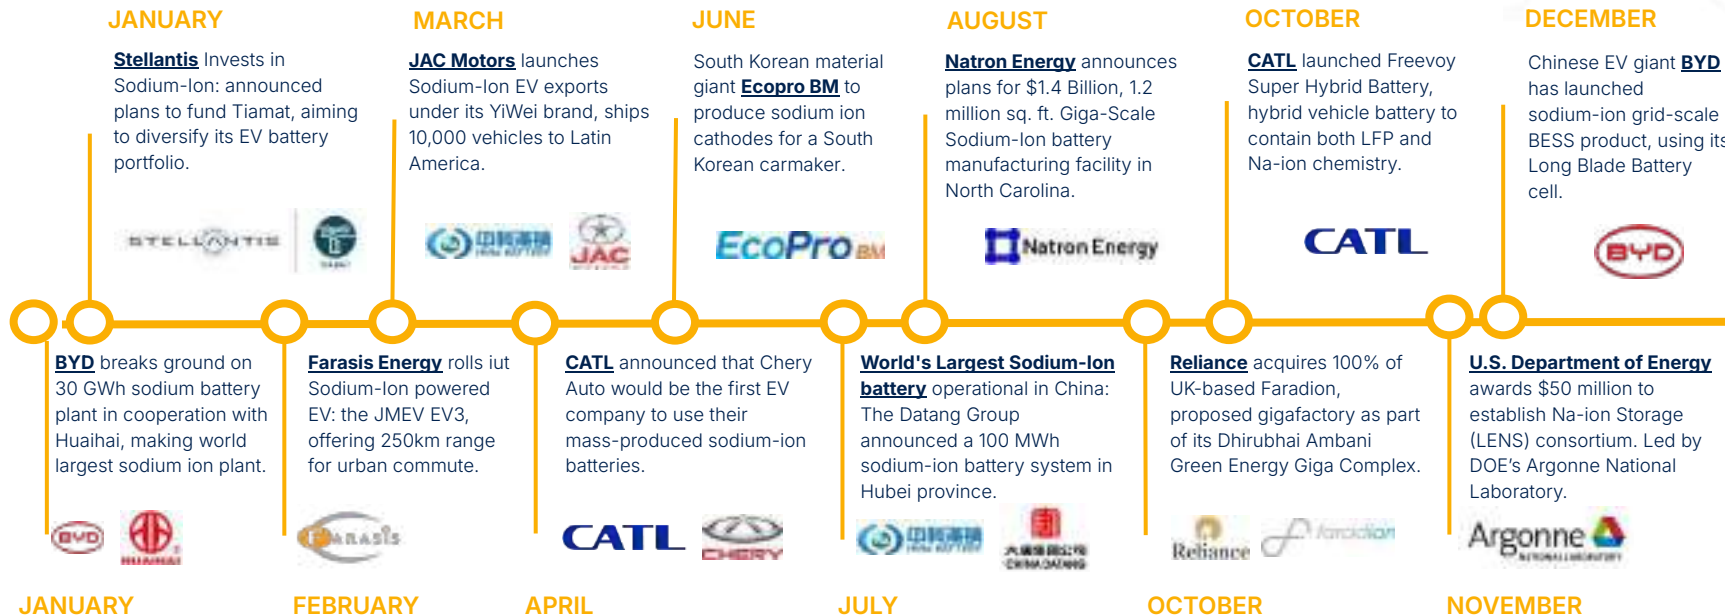 JANUARY
Stellantis Invests in
Sodium-Ion: announced
plans to fund Tiamat, aiming
to diversify its EV battery
portfolio.
STELLANTIS
MARCH
JAC Motors launches
Sodium-Ion EV exports
under its YiWei brand, ships
10,000 vehicles to Latin
America.
JAC
JUNE
South Korean material
giant Ecopro BM to
produce sodium ion
cathodes for a South
Korean carmaker.
EcoPro BM
AUGUST
Natron Energy announces
plans for $1.4 Billion, 1.2
million sq. ft. Giga-Scale
Sodium-Ion battery
manufacturing facility in
North Carolina.
Natron Energy
OCTOBER
CATL launched Freevoy
Super Hybrid Battery,
hybrid vehicle battery to
contain both LFP and
Na-ion chemistry.
CATL
DECEMBER
Chinese EV giant BYD
has launched
sodium-ion grid-scale
BESS product, using its
Long Blade Battery
cell.
BYD
BYD breaks ground on
30 GWh sodium battery
plant in cooperation with
Huaihai, making world
largest sodium ion plant.
BYD
HUAIHAI
JANUARY
Farasis Energy rolls iut
Sodium-Ion powered
EV: the JMEV EV3,
offering 250km range
for urban commute.
FARASIS
FEBRUARY
CATL announced that Chery
Auto would be the first EV
company to use their
mass-produced sodium-ion
batteries.
CATL
CHERY
APRIL
World's Largest Sodium-Ion
battery operational in China:
The Datang Group
announced a 100 MWh
sodium-ion battery system in
Hubei province.
CHINA DATANG
JULY
Reliance acquires 100% of
UK-based Faradion,
proposed gigafactory as part
of its Dhirubhai Ambani
Green Energy Giga Complex.
Reliance
faradion
OCTOBER
U.S. Department of Energy
awards $50 million to
establish Na-ion Storage
(LENS) consortium. Led by
DOE’s Argonne National
Laboratory.
Argonne
NATIONAL LABORATORY
NOVEMBER